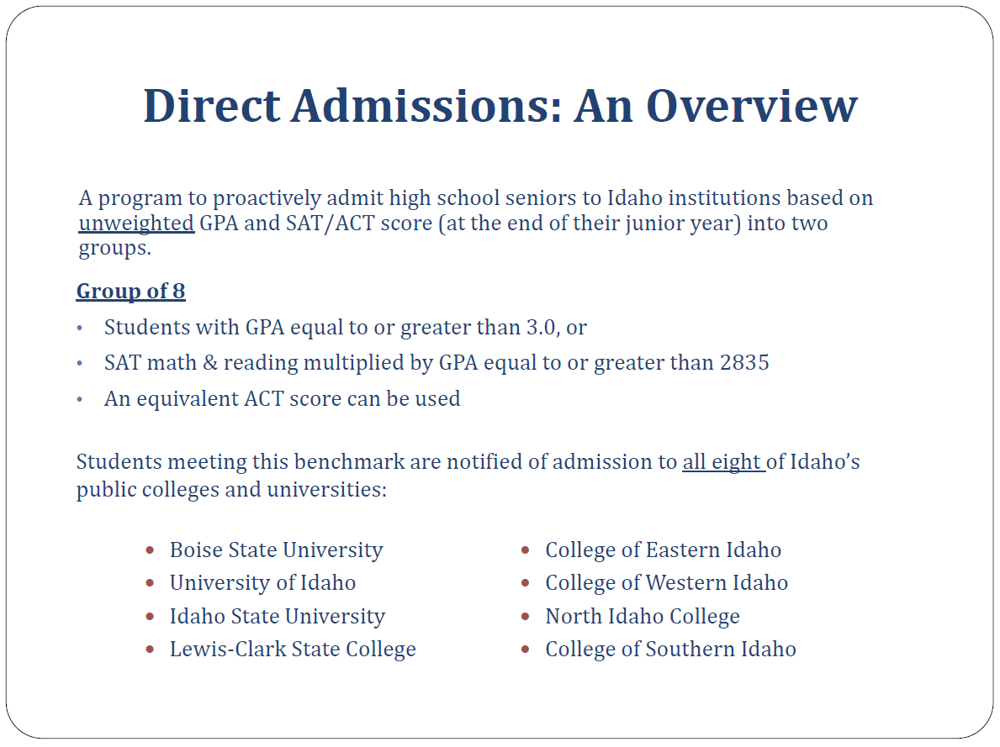 Direct Admissions: An Overview
A program to proactively admit high school seniors to Idaho institutions based on
unweighted GPA and SAT/ACT score (at the end of their junior year) into two
groups.
Group of 8
• Students with GPA equal to or greater than 3.0, or
• SAT math & reading multiplied by GPA equal to or greater than 2835
• An equivalent ACT score can be used
Students meeting this benchmark are notified of admission to all eight of Idaho’s
public colleges and universities:
• Boise State University
• University of Idaho
• Idaho State University
• Lewis-Clark State College
• College of Eastern Idaho
• College of Western Idaho
• North Idaho College
• College of Southern Idaho